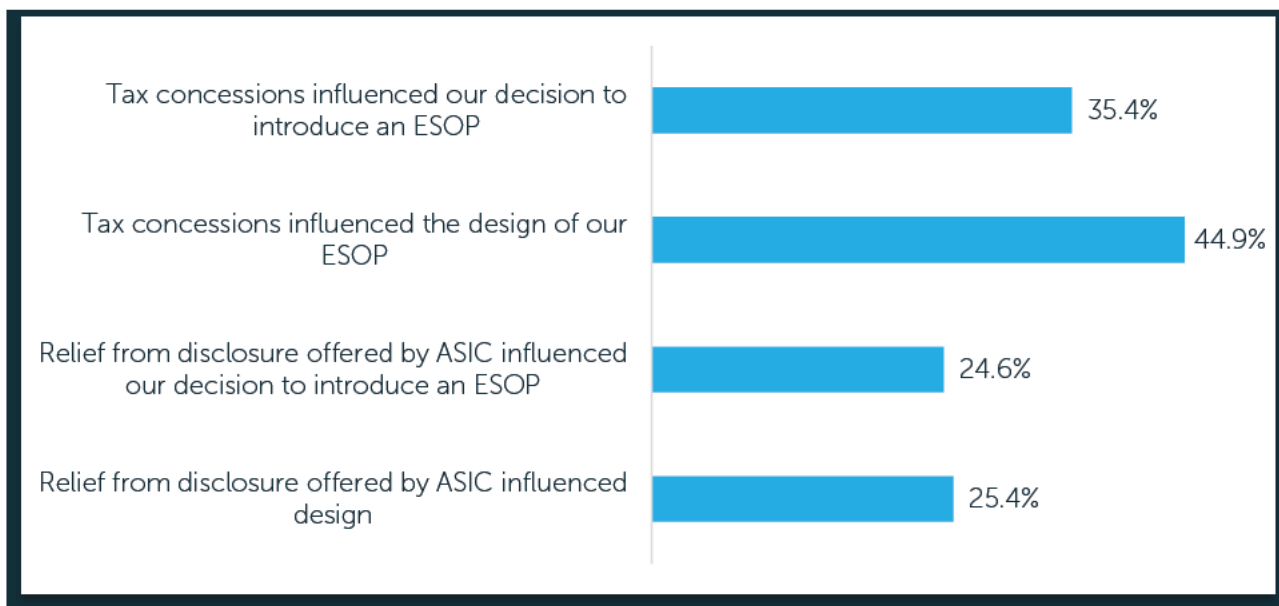 Tax concessions influenced our decision to
introduce an ESOP
35.4%
Tax concessions influenced the design of our
ESOP
44.9%
Relief from disclosure offered by ASIC influenced
our decision to introduce an ESOP
24.6%
Relief from disclosure offered by ASIC influenced
design
25.4%